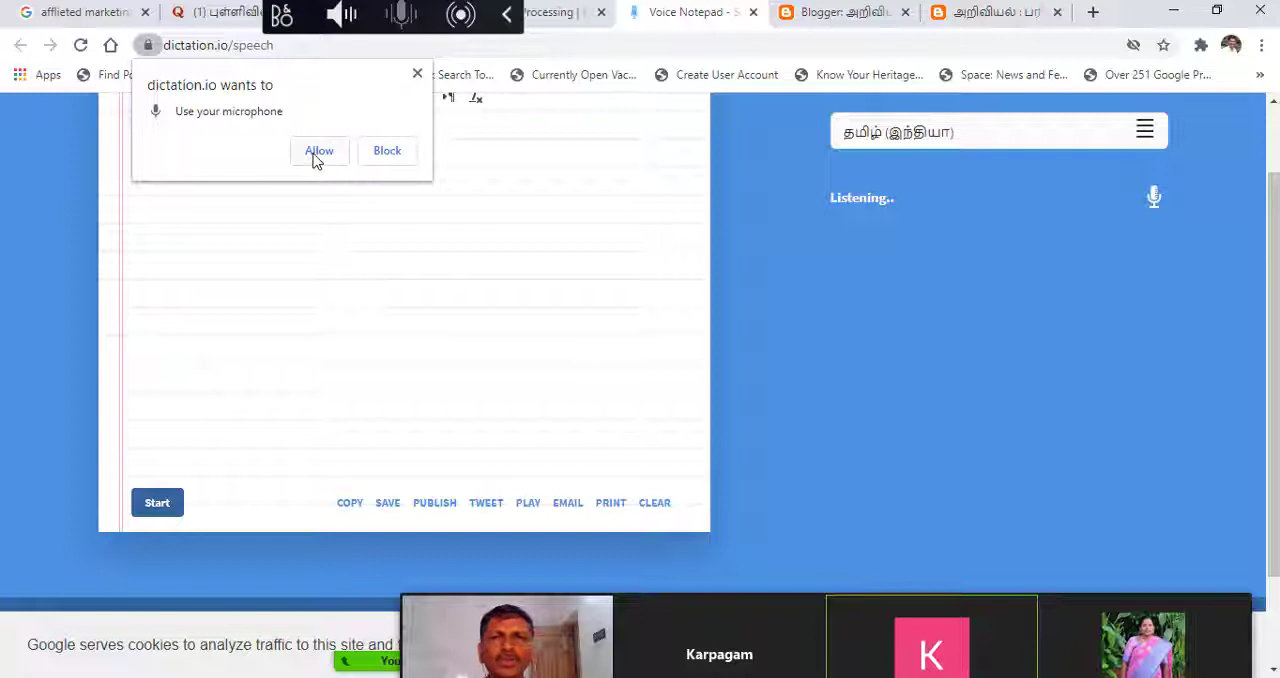 afflieted marketin
(1) பள்ளிவி
B&O
Processing |
Voice Notepad - S
Blogger: அறிவிய
அறிவியல் : பா
dictation.io/speech
Apps
Find Po
Search To...
Currently Open Vac...
Create User Account
Know Your Heritage...
Space: News and Fe...
Over 251 Google Pr...
dictation.io wants to
Use your microphone
Allow
Block
தமிழ் (இந்தியா)
Listening..
Start
COPY SAVE PUBLISH TWEET PLAY EMAIL PRINT CLEAR
Google serves cookies to analyze traffic to this site and t
You
Karpagam
K